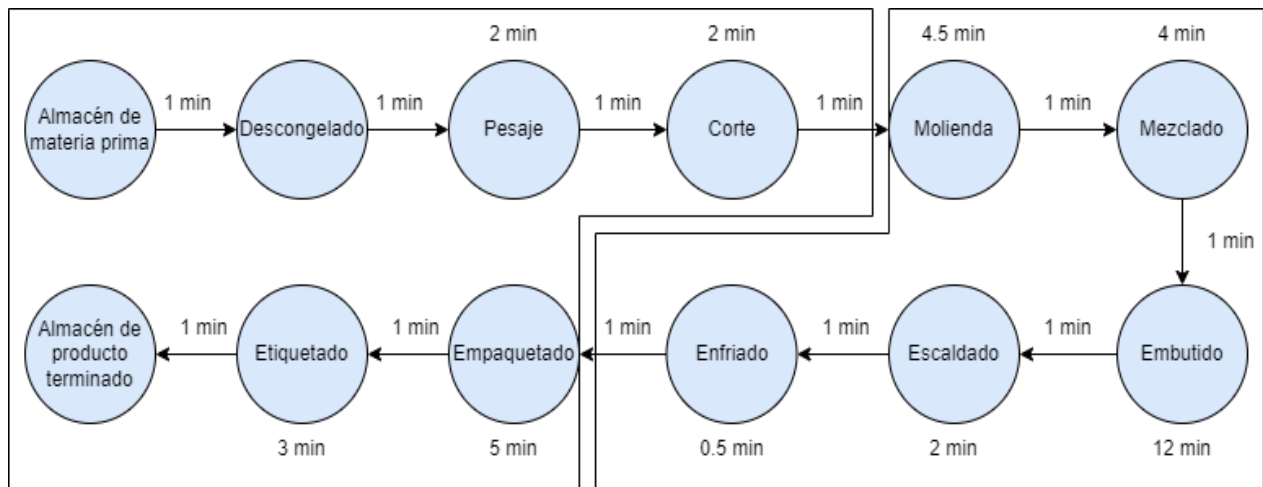 2 min
2 min
4.5 min
4 min
Almacén de
materia prima
1 min
Descongelado
1 min
Pesaje
1 min
Corte
1 min
Molienda
1 min
Mezclado
1 min
Almacén de
producto
terminado
1 min
Etiquetado
1 min
Empaquetado
1 min
Enfriado
1 min
Escaldado
1 min
Embutido
3 min
5 min
0.5 min
2 min
12 min